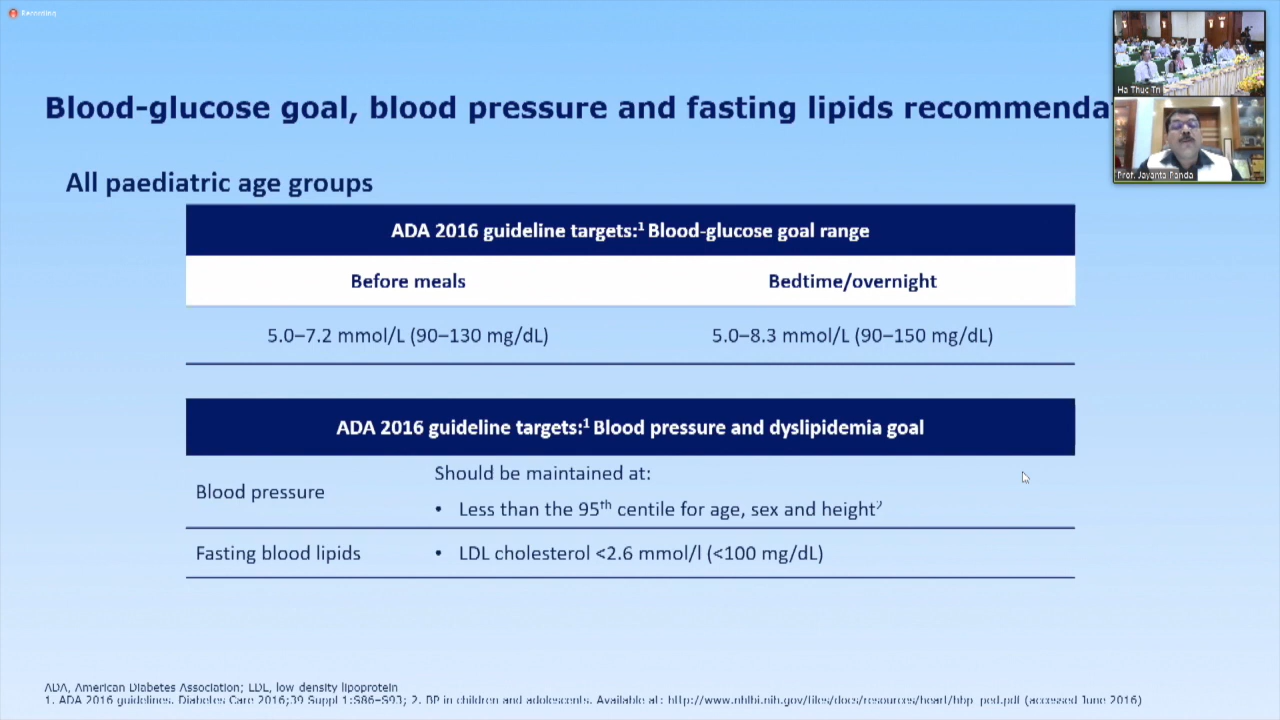 Recording
Blood-glucose goal, blood pressure and fasting lipids recommenda
Ha Thuc Tri
Prof. Jayanta Panda
All paediatric age groups
ADA 2016 guideline targets:1 Blood-glucose goal range
Before meals Bedtime/overnight
5.0–7.2 mmol/L (90–130 mg/dL) 5.0–8.3 mmol/L (90–150 mg/dL)
ADA 2016 guideline targets:1 Blood pressure and dyslipidemia goal
Should be maintained at:
Blood pressure
• Less than the 95th centile for age, sex and height2
Fasting blood lipids • LDL cholesterol <2.6 mmol/l (<100 mg/dL)
ADA, American Diabetes Association; LDL, low density lipoprotein
1. ADA 2016 guidelines. Diabetes Care 2016;39 Suppl 1:S86–S93; 2. BP in children and adolescents. Available at: http://www.nhlbi.nih.gov/files/docs/resources/heart/hbp_ped.pdf (accessed June 2016)